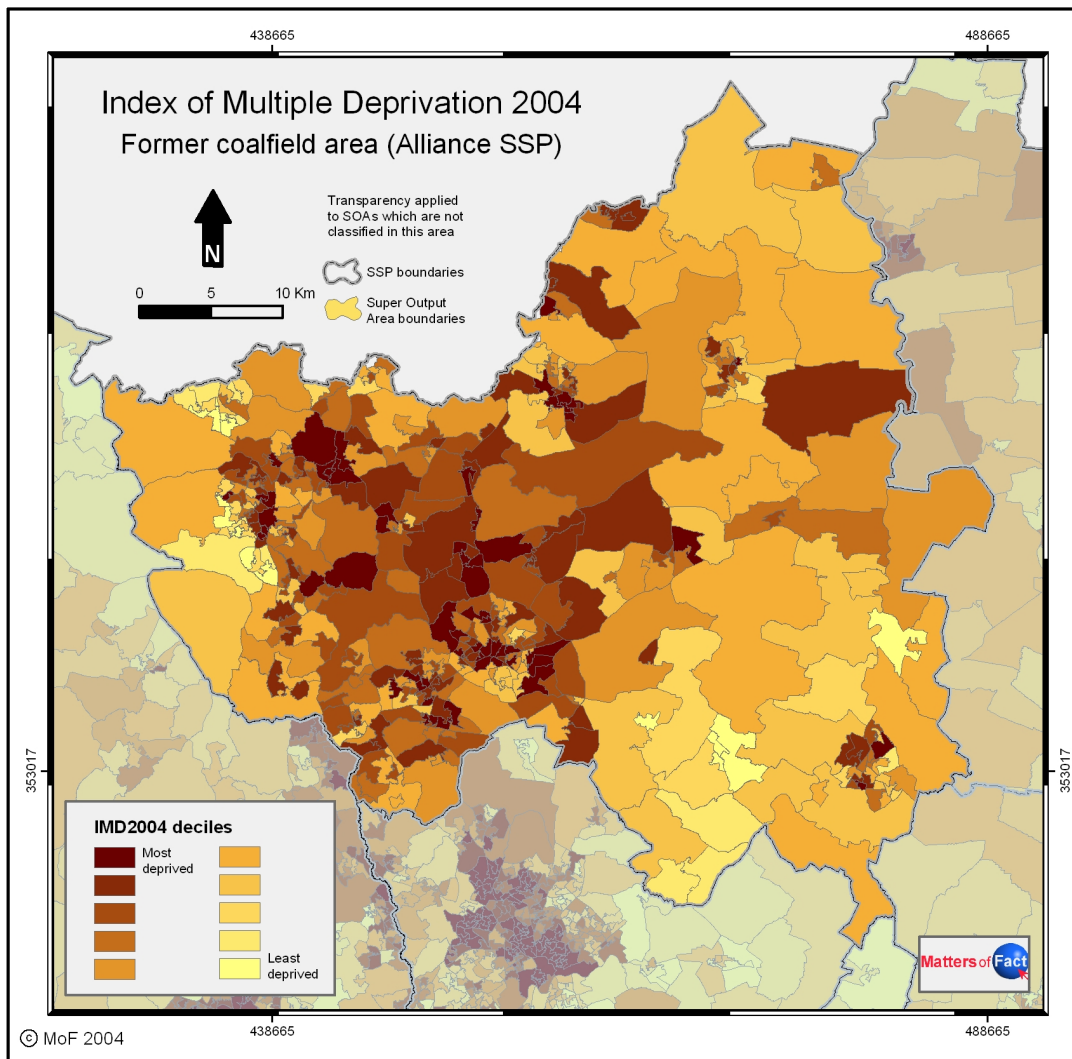 438665
488665
Index of Multiple Deprivation 2004
Former coalfield area (Alliance SSP)
Transparency applied
to SOAs which are not
classified in this area
N
SSP boundaries
0 5 10 Km
Super Output
Area boundaries
353017
353017
IMD2004 deciles
Most
deprived
Least
deprived
Matters of Fact
438665
488665
© MoF 2004